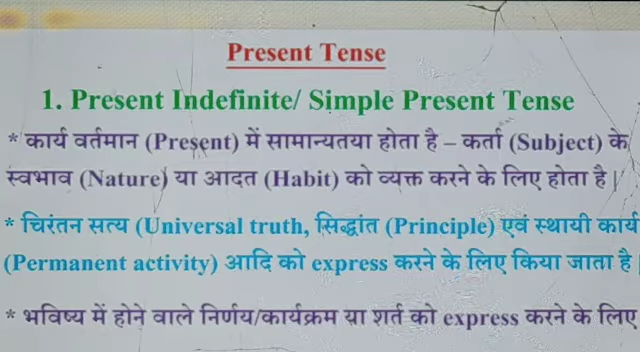 Present Tense
1. Present Indefinite/ Simple Present Tense
* कार्य वर्तमान (Present) में सामान्यतया होता है – कर्ता (Subject) के
स्वभाव (Nature) या आदत (Habit) को व्यक्त करने के लिए होता है |
* चिरंतन सत्य (Universal truth, सिद्धांत (Principle) एवं स्थायी कार्य
(Permanent activity) आदि को express करने के लिए किया जाता है |
* भविष्य में होने वाले निर्णय/कार्यक्रम या शर्त को express करने के लिए